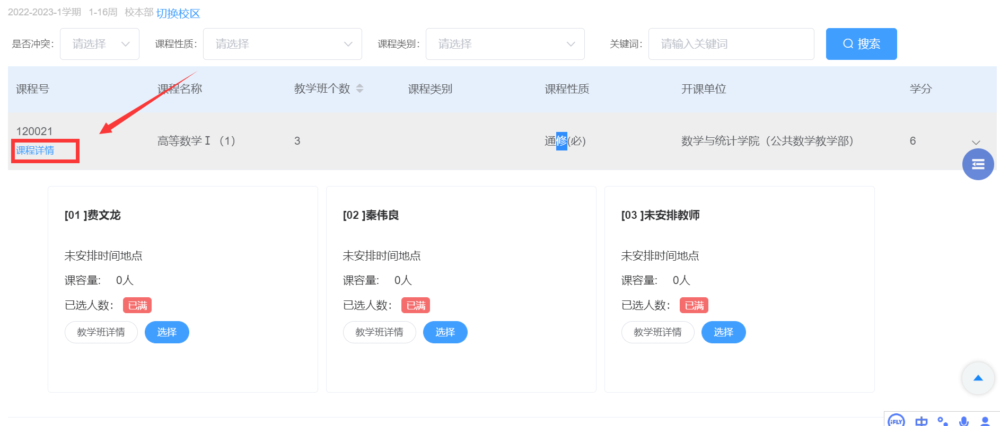 2022-2023-1学期 1-16周 校本部 切换校区
是否冲突： 请选择 课程性质： 请选择 课程类别： 请选择 关键词： 请输入关键词 搜索
课程号 课程名称 教学班个数 课程类别 课程性质 开课单位 学分
120021
课程详情
高等数学Ⅰ（1） 3 通修(必) 数学与统计学院（公共数学教学部） 6
[01 ]费文龙
未安排时间地点
课容量: 0人
已选人数： 已满
教学班详情 选择
[02 ]秦伟良
未安排时间地点
课容量: 0人
已选人数： 已满
教学班详情 选择
[03 ]未安排教师
未安排时间地点
课容量: 0人
已选人数： 已满
教学班详情 选择
iFLY 中